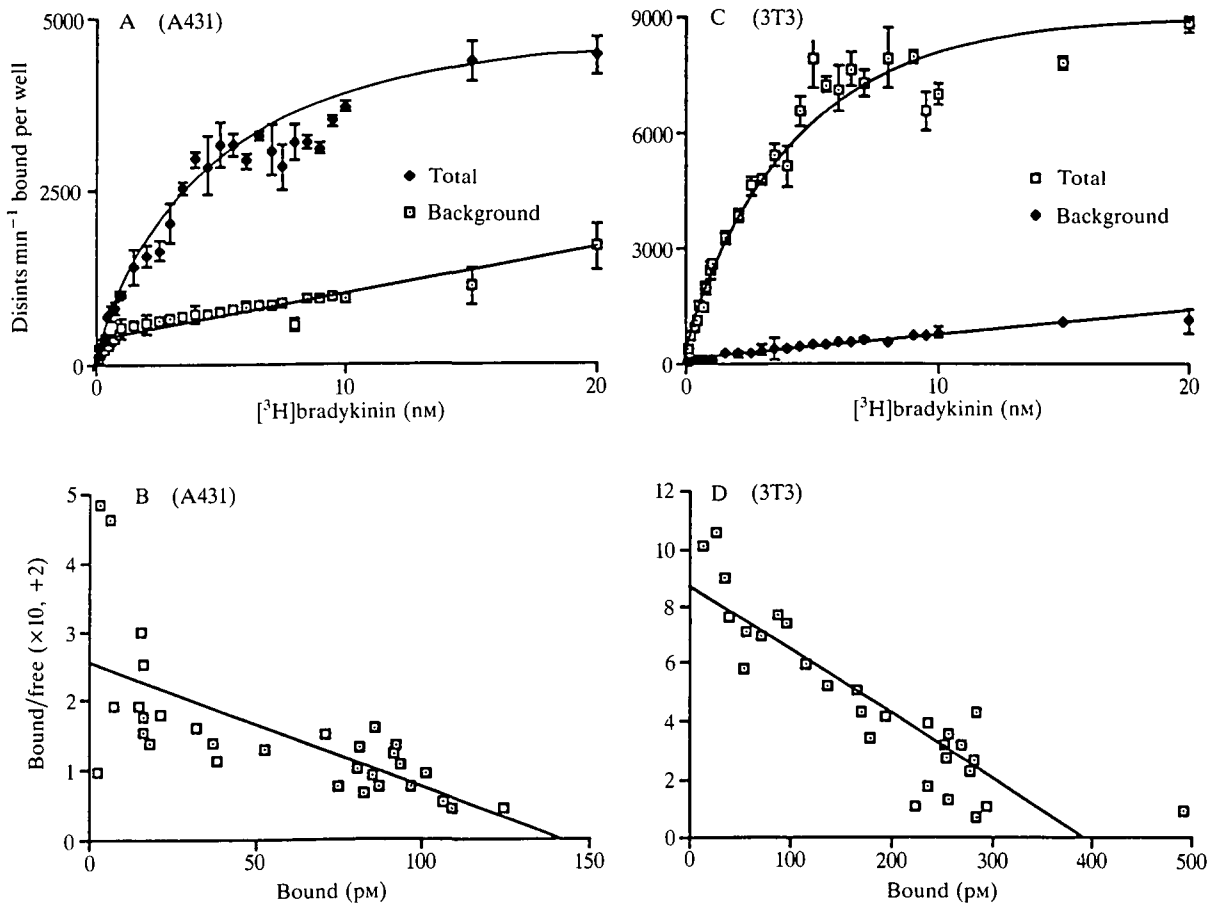 A (A431)
5000
2500
0
0
10
20
Total
Background
Disints min⁻¹ bound per well
[³H]bradykinin (nM)
C (3T3)
9000
6000
3000
0
0
10
20
Total
Background
[³H]bradykinin (nM)
B (A431)
5
4
3
2
1
0
0
50
100
150
Bound/free (×10, +2)
Bound (pM)
D (3T3)
12
10
8
6
4
2
0
0
100
200
300
400
500
Bound (pM)